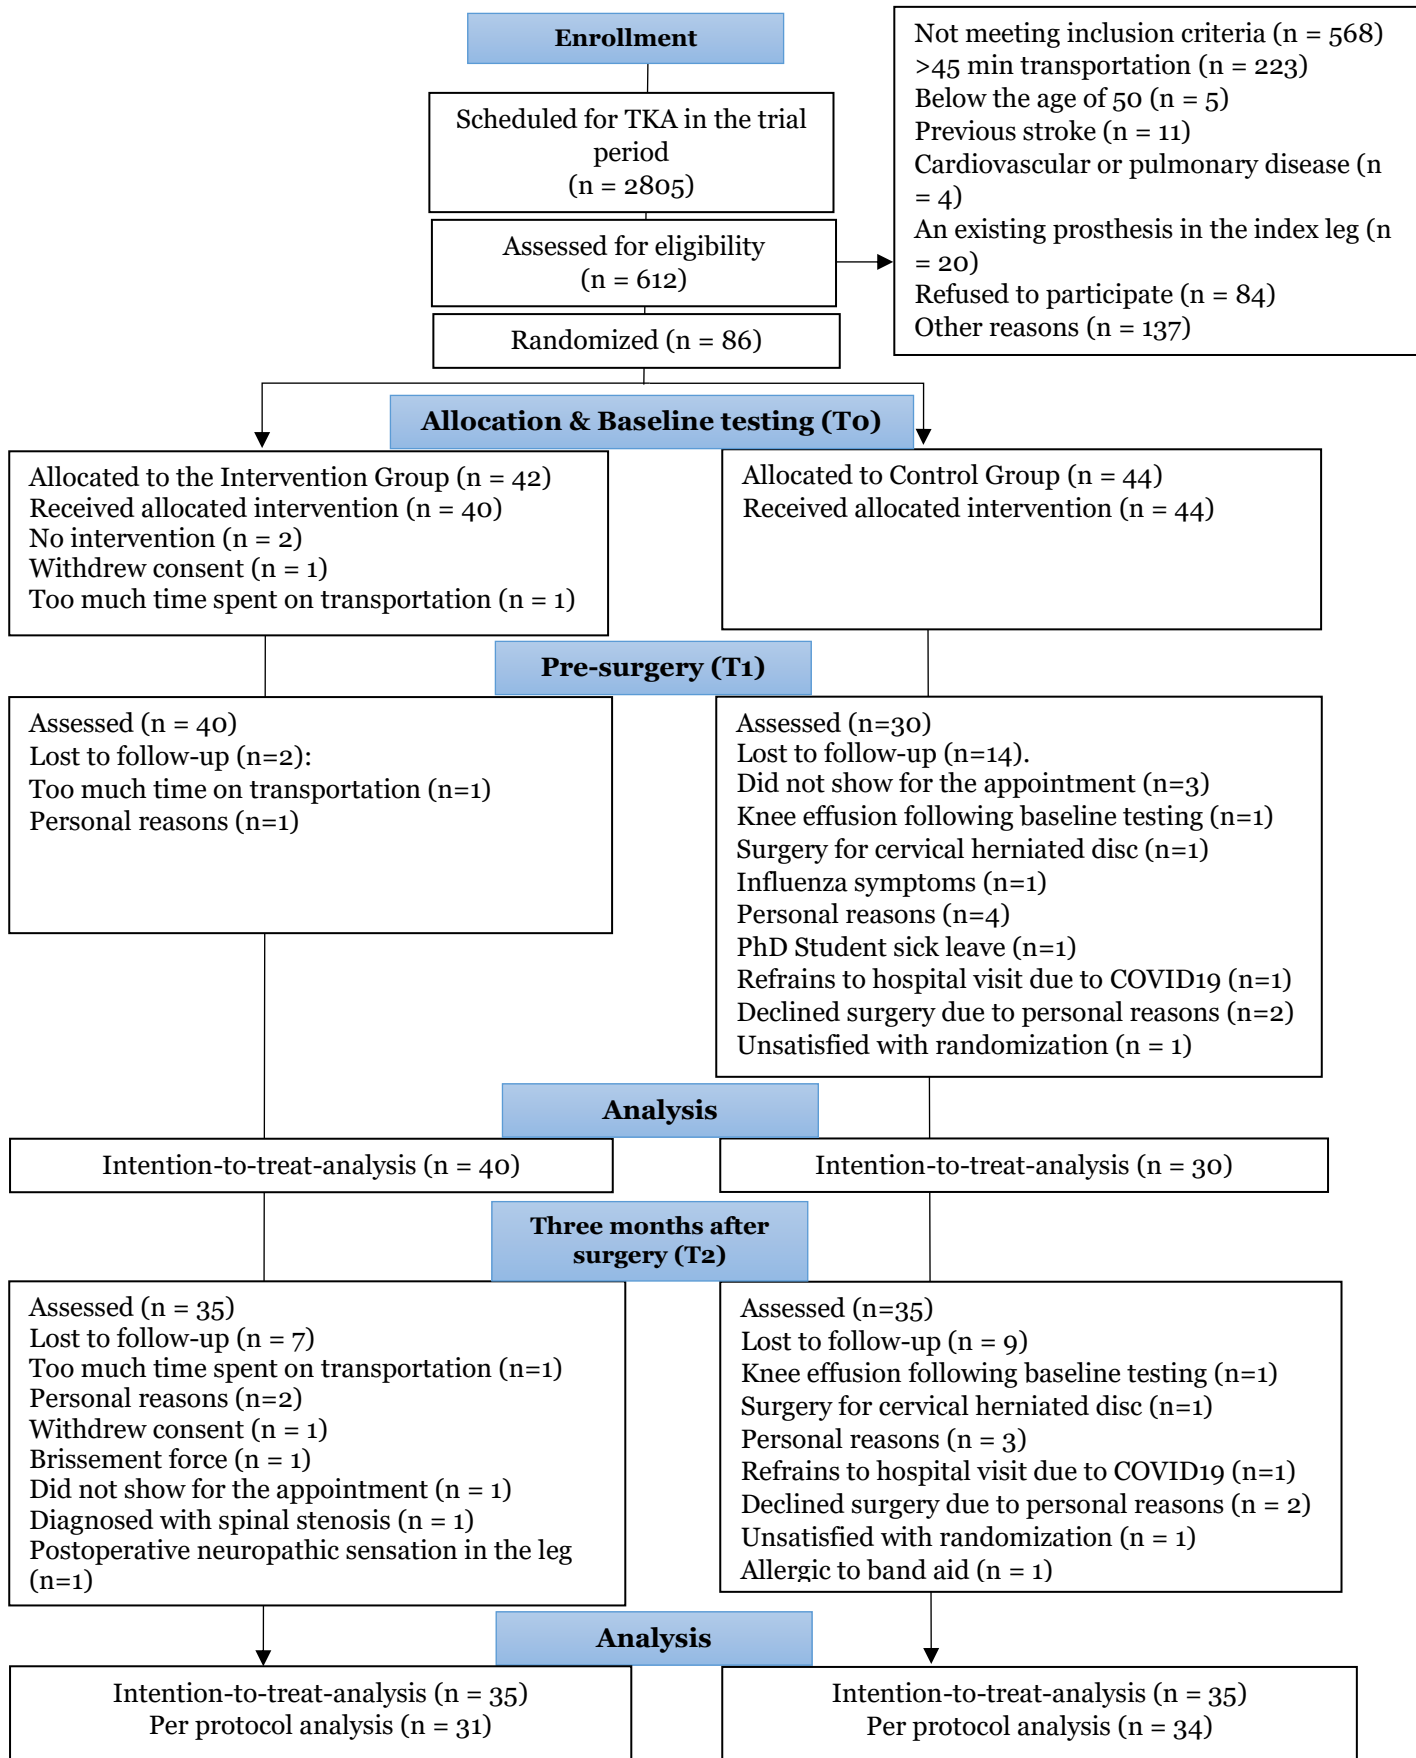 Enrollment
Scheduled for TKA in the trial
period
(n = 2805)
Assessed for eligibility
(n = 612)
Randomized (n = 86)
Not meeting inclusion criteria (n = 568)
>45 min transportation (n = 223)
Below the age of 50 (n = 5)
Previous stroke (n = 11)
Cardiovascular or pulmonary disease (n
= 4)
An existing prosthesis in the index leg (n
= 20)
Refused to participate (n = 84)
Other reasons (n = 137)
Allocation & Baseline testing (T0)
Allocated to the Intervention Group (n = 42)
Received allocated intervention (n = 40)
No intervention (n = 2)
Withdrew consent (n = 1)
Too much time spent on transportation (n = 1)
Allocated to Control Group (n = 44)
Received allocated intervention (n = 44)
Pre-surgery (T1)
Assessed (n = 40)
Lost to follow-up (n=2):
Too much time on transportation (n=1)
Personal reasons (n=1)
Assessed (n=30)
Lost to follow-up (n=14).
Did not show for the appointment (n=3)
Knee effusion following baseline testing (n=1)
Surgery for cervical herniated disc (n=1)
Influenza symptoms (n=1)
Personal reasons (n=4)
PhD Student sick leave (n=1)
Refrains to hospital visit due to COVID19 (n=1)
Declined surgery due to personal reasons (n=2)
Unsatisfied with randomization (n = 1)
Analysis
Intention-to-treat-analysis (n = 40)
Intention-to-treat-analysis (n = 30)
Three months after
surgery (T2)
Assessed (n = 35)
Lost to follow-up (n = 7)
Too much time spent on transportation (n=1)
Personal reasons (n=2)
Withdrew consent (n = 1)
Brissement force (n = 1)
Did not show for the appointment (n = 1)
Diagnosed with spinal stenosis (n = 1)
Postoperative neuropathic sensation in the leg
(n=1)
Assessed (n=35)
Lost to follow-up (n = 9)
Knee effusion following baseline testing (n=1)
Surgery for cervical herniated disc (n=1)
Personal reasons (n = 3)
Refrains to hospital visit due to COVID19 (n=1)
Declined surgery due to personal reasons (n = 2)
Unsatisfied with randomization (n = 1)
Allergic to band aid (n = 1)
Analysis
Intention-to-treat-analysis (n = 35)
Per protocol analysis (n = 31)
Intention-to-treat-analysis (n = 35)
Per protocol analysis (n = 34)